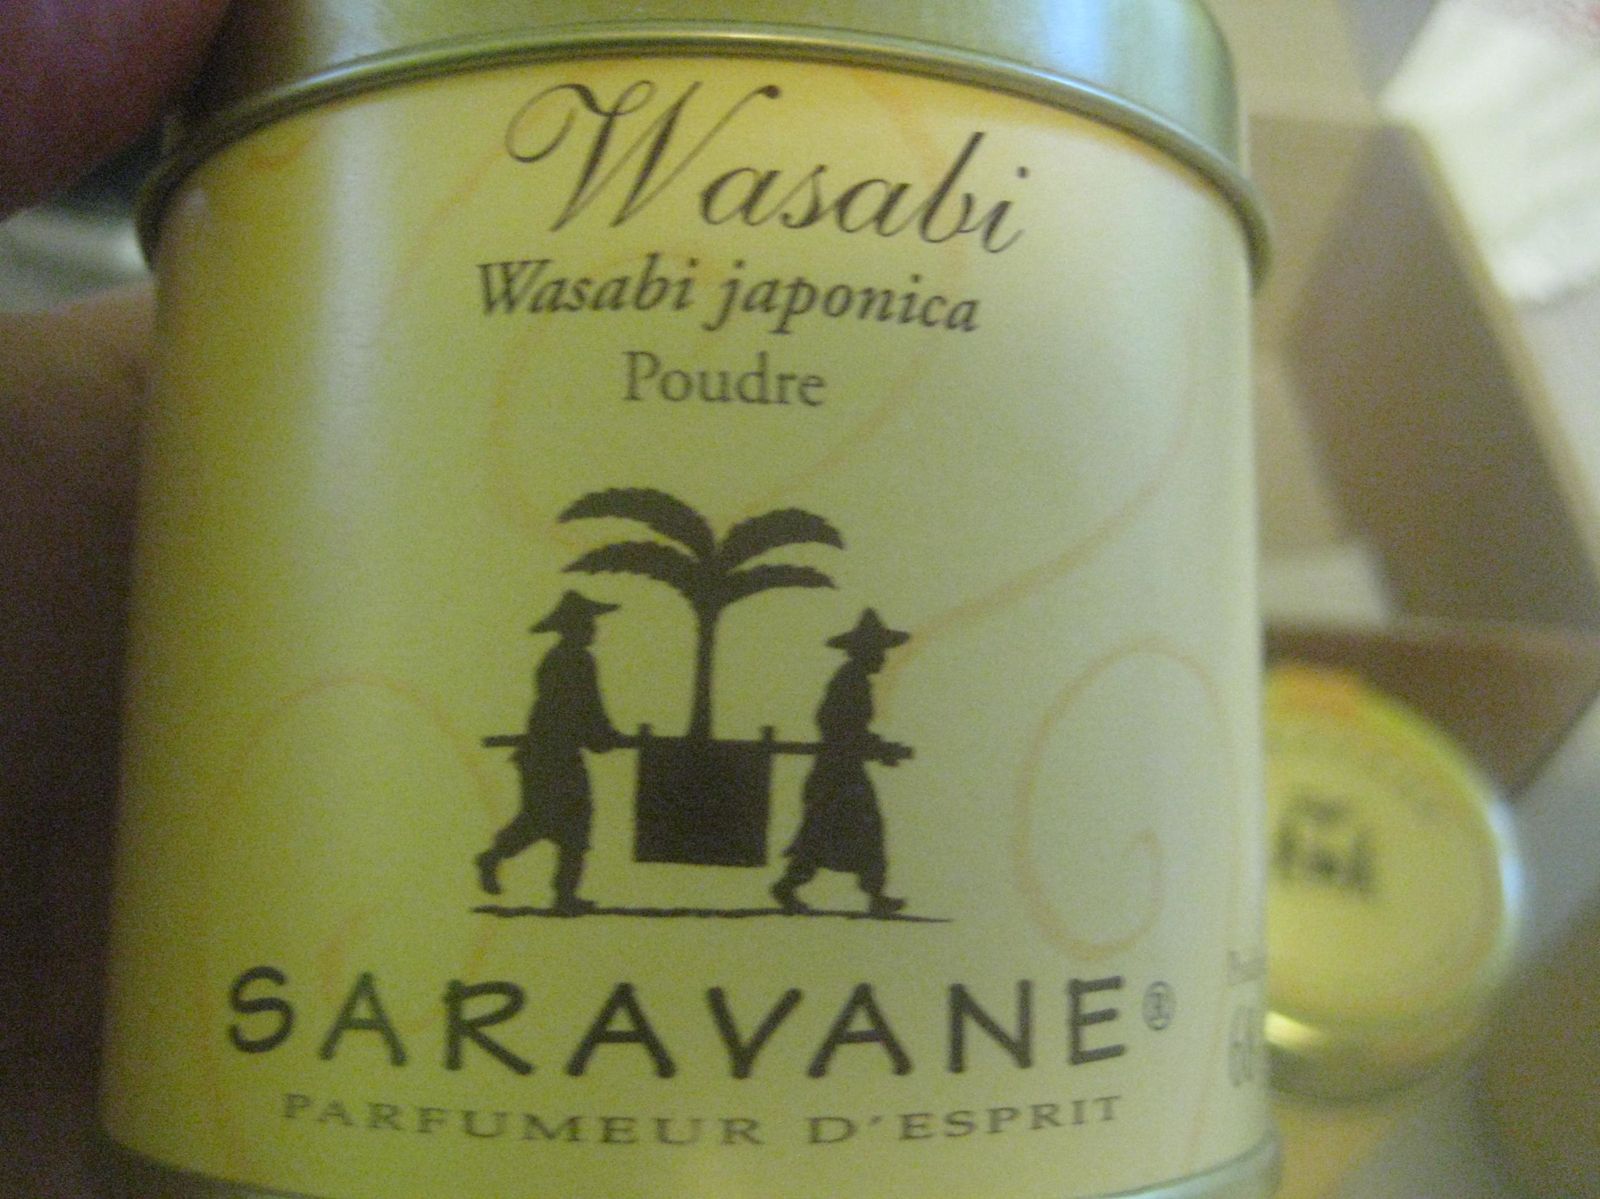 Wasabi
Wasabi japonica
Poudre
SARAVANE®
PARFUMEUR D'ESPRIT